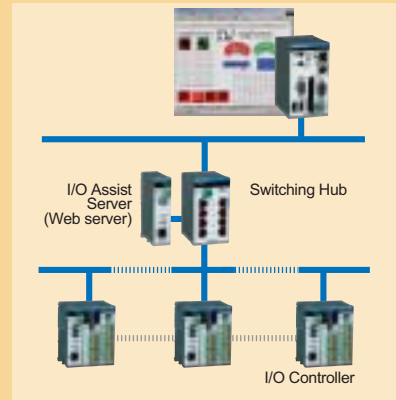 I/O Assist
Server
(Web server)
Switching Hub
I/O Controller